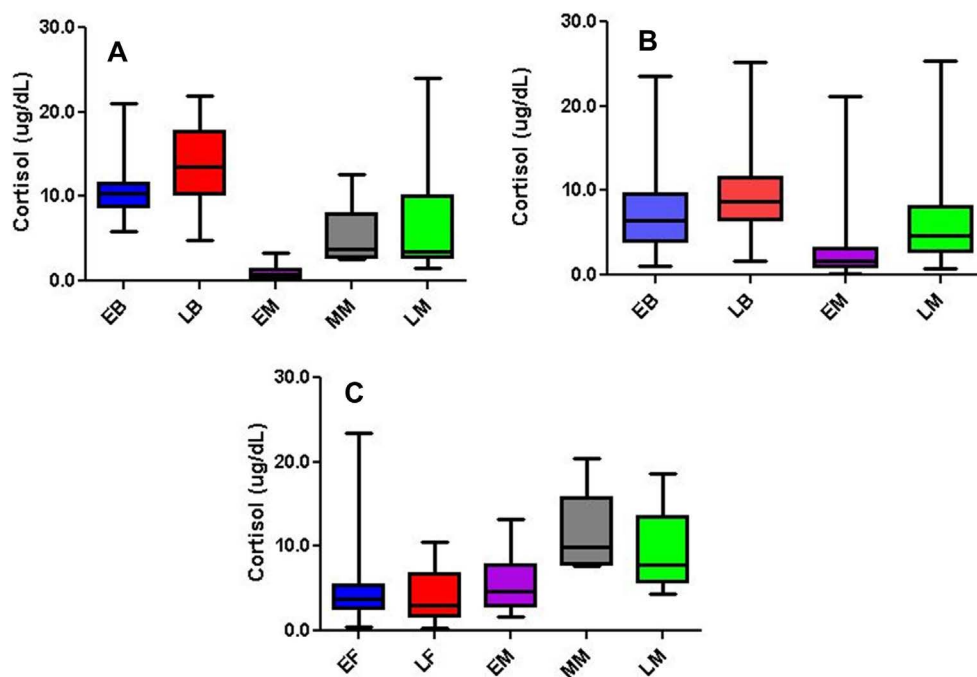 A
Cortisol (ug/dL)
30.0
20.0
10.0
0.0
EB LB EM MM LM
B
Cortisol (ug/dL)
30.0
20.0
10.0
0.0
EB LB EM LM
C
Cortisol (ug/dL)
30.0
20.0
10.0
0.0
EF LF EM MM LM